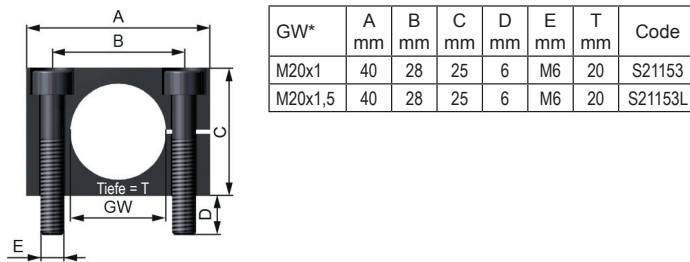 A
B
C
Tiefe = T
GW
D
E
GW* A mm B mm C mm D mm E mm T mm Code
M20x1 40 28 25 6 M6 20 S21153
M20x1,5 40 28 25 6 M6 20 S21153L